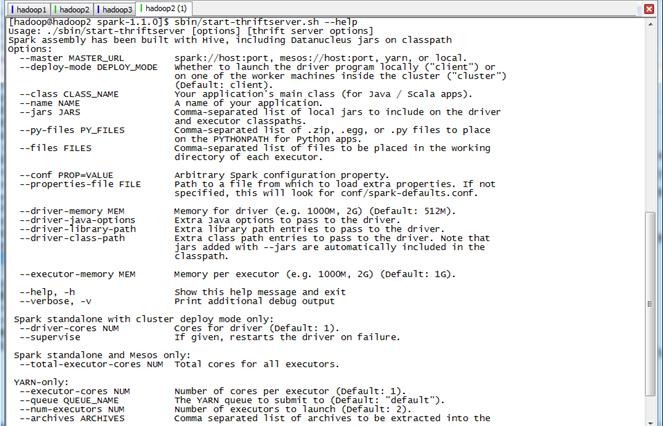 hadoop1
hadoop2
hadoop3
hadoop2 (1)
[hadoop@hadoop2 spark-1.1.0]$ sbin/start-thriftserver.sh --help
Usage: ./sbin/start-thriftserver [options] [thrift server options]
Spark assembly has been built with Hive, including Datanucleus jars on classpath
Options:
--master MASTER_URL spark://host:port, mesos://host:port, yarn, or local.
--deploy-mode DEPLOY_MODE Whether to launch the driver program locally ("client") or
on one of the worker machines inside the cluster ("cluster")
(Default: client).
--class CLASS_NAME Your application's main class (for Java / Scala apps).
--name NAME A name of your application.
--jars JARS Comma-separated list of local jars to include on the driver
and executor classpaths.
--py-files PY_FILES Comma-separated list of .zip, .egg, or .py files to place
on the PYTHONPATH for Python apps.
--files FILES Comma-separated list of files to be placed in the working
directory of each executor.
--conf PROP=VALUE Arbitrary Spark configuration property.
--properties-file FILE Path to a file from which to load extra properties. If not
specified, this will look for conf/spark-defaults.conf.
--driver-memory MEM Memory for driver (e.g. 1000M, 2G) (Default: 512M).
--driver-java-options Extra Java options to pass to the driver.
--driver-library-path Extra library path entries to pass to the driver.
--driver-class-path Extra class path entries to pass to the driver. Note that
jars added with --jars are automatically included in the
classpath.
--executor-memory MEM Memory per executor (e.g. 1000M, 2G) (Default: 1G).
--help, -h Show this help message and exit
--verbose, -v Print additional debug output
Spark standalone with cluster deploy mode only:
--driver-cores NUM Cores for driver (Default: 1).
--supervise If given, restarts the driver on failure.
Spark standalone and Mesos only:
--total-executor-cores NUM Total cores for all executors.
YARN-only:
--executor-cores NUM Number of cores per executor (Default: 1).
--queue QUEUE_NAME The YARN queue to submit to (Default: "default").
--num-executors NUM Number of executors to launch (Default: 2).
--archives ARCHIVES Comma separated list of archives to be extracted into the